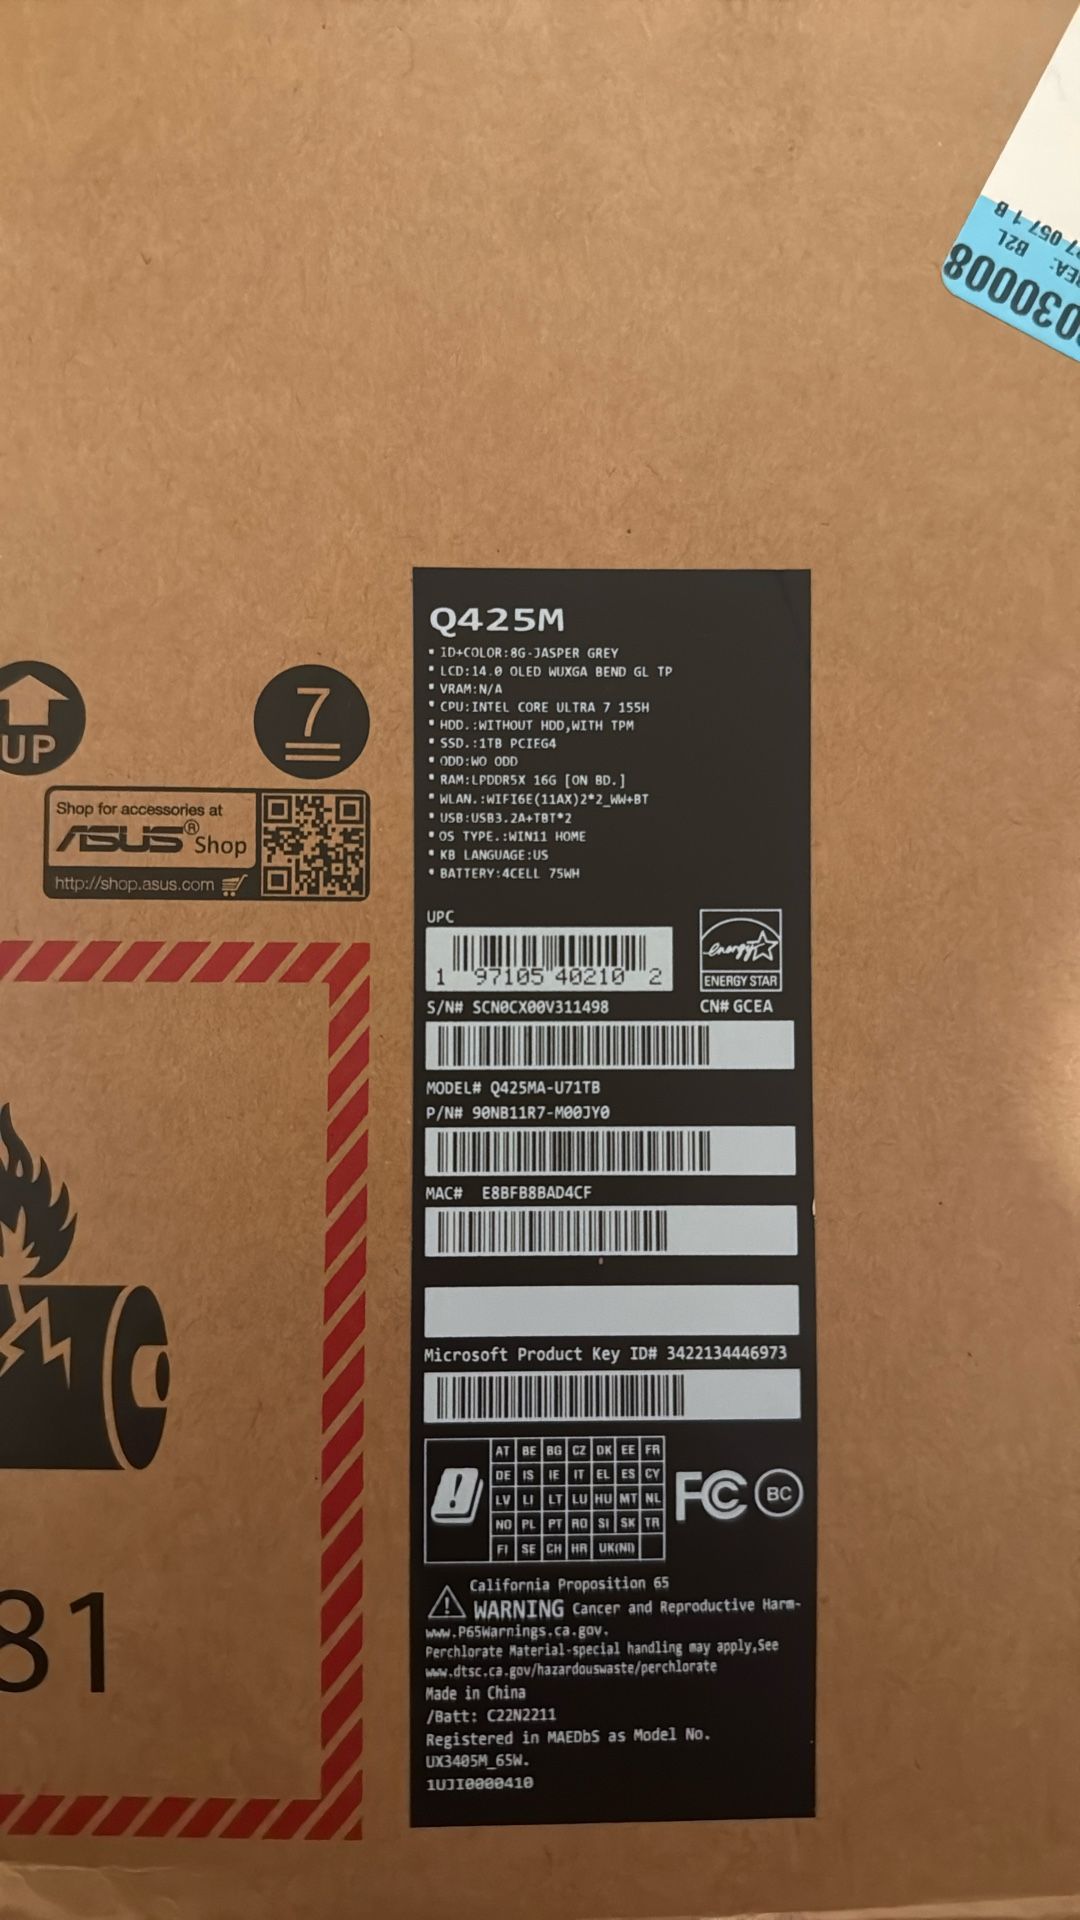 8 1 750 7
REA: B2L
0030008
Q425M
• ID+COLOR:8G-JASPER GREY
• LCD:14.0 OLED WUXGA BEND GL TP
• VRAM:N/A
• CPU:INTEL CORE ULTRA 7 155H
• HDD.:WITHOUT HDD,WITH TPM
• SSD.:1TB PCIEG4
• ODD:WO ODD
• RAM:LPDDR5X 16G [ON BD.]
• WLAN.:WIFI6E(11AX)2*2_WW+BT
• USB:USB3.2A+TBT*2
• OS TYPE.:WIN11 HOME
• KB LANGUAGE:US
• BATTERY:4CELL 75WH
UP
7
Shop for accessories at
ASUS® Shop
http://shop.asus.com
UPC
1 97105 40210 2
energy
ENERGY STAR
S/N# SCN0CX00V311498
CN# GCEA
MODEL# Q425MA-U71TB
P/N# 90NB11R7-M00JY0
MAC# E8BFB8BAD4CF
Microsoft Product Key ID# 3422134446973
AT BE BG CZ DK EE FR
DE IS IE IT EL ES CY
LV LI LT LU HU MT NL
NO PL PT RO SI SK TR
FI SE CH HR UK(NI)
FC
BC
California Proposition 65
WARNING Cancer and Reproductive Harm-
www.P65Warnings.ca.gov.
Perchlorate Material-special handling may apply,See
www.dtsc.ca.gov/hazardouswaste/perchlorate
Made in China
/Batt: C22N2211
Registered in MAEDbS as Model No.
UX3405M_65W.
1UJI0000410
81